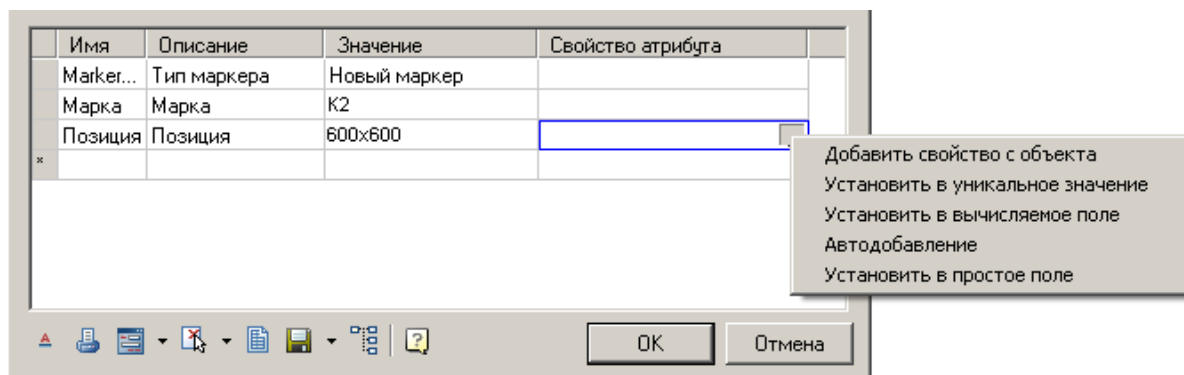 Имя Описание Значение Свойство атрибута
Marker... Тип маркера Новый маркер
Марка Марка K2
Позиция Позиция 600x600
*
Добавить свойство с объекта
Установить в уникальное значение
Установить в вычисляемое поле
Автодобавление
Установить в простое поле
OK Отмена